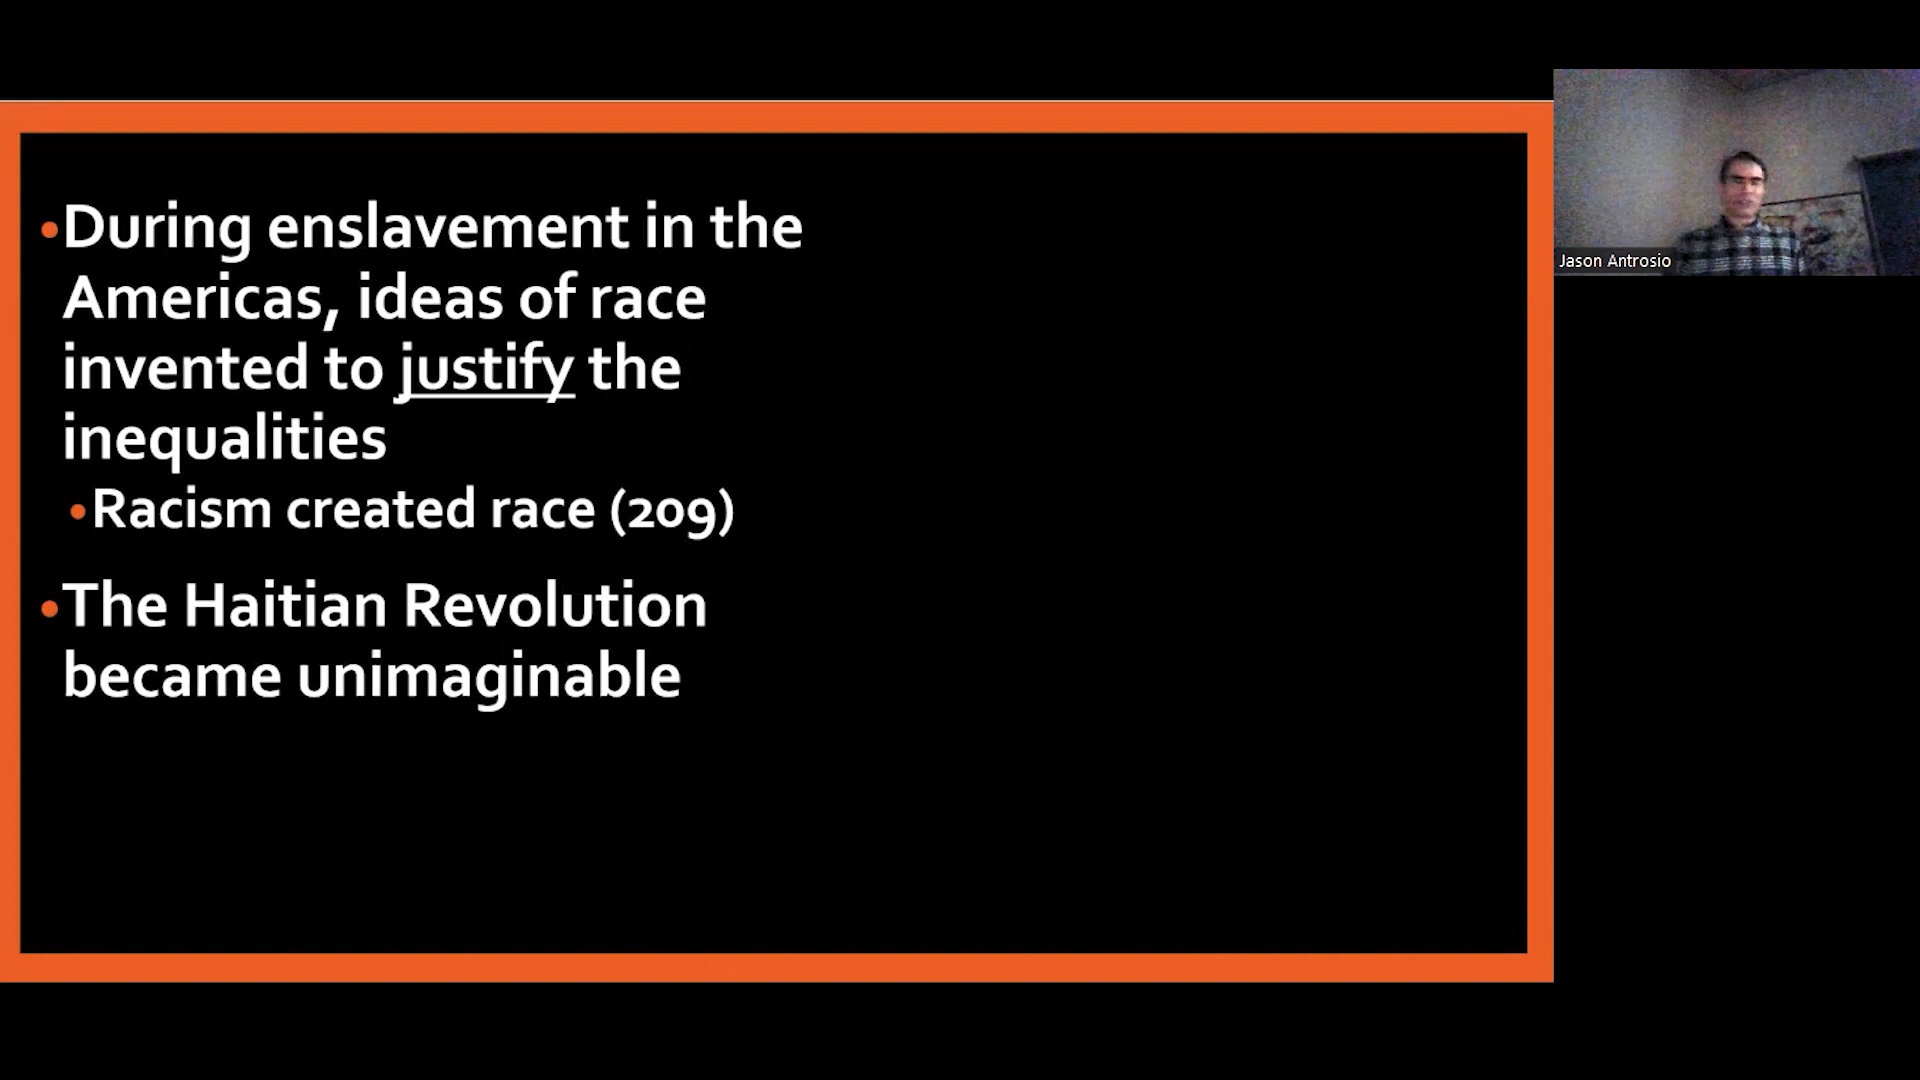 •During enslavement in the
Americas, ideas of race
invented to justify the
inequalities
•Racism created race (209)
•The Haitian Revolution
became unimaginable
Jason Antrosio